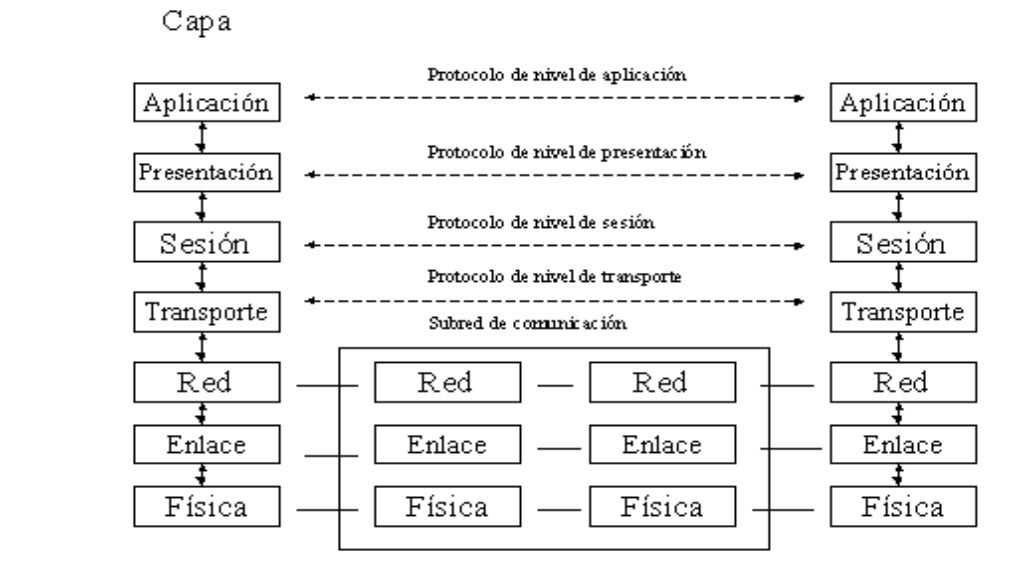 Capa
Protocolo de nivel de aplicación
Aplicación Aplicación
Protocolo de nivel de presentación
Presentación Presentación
Protocolo de nivel de sesión
Sesión Sesión
Protocolo de nivel de transporte
Transporte Transporte
Subred de comunicación
Red Red Red Red
Enlace Enlace Enlace Enlace
Física Física Física Física